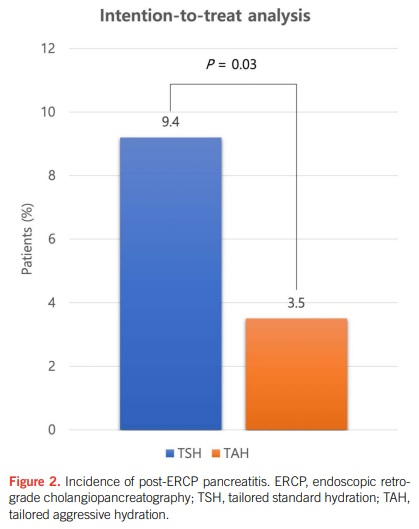 Intention-to-treat analysis
12
P = 0.03
10
9.4
8
Patients (%)
6
4
3.5
2
0
TSH TAH
Figure 2. Incidence of post-ERCP pancreatitis. ERCP, endoscopic retro-
grade cholangiopancreatography; TSH, tailored standard hydration; TAH,
tailored aggressive hydration.